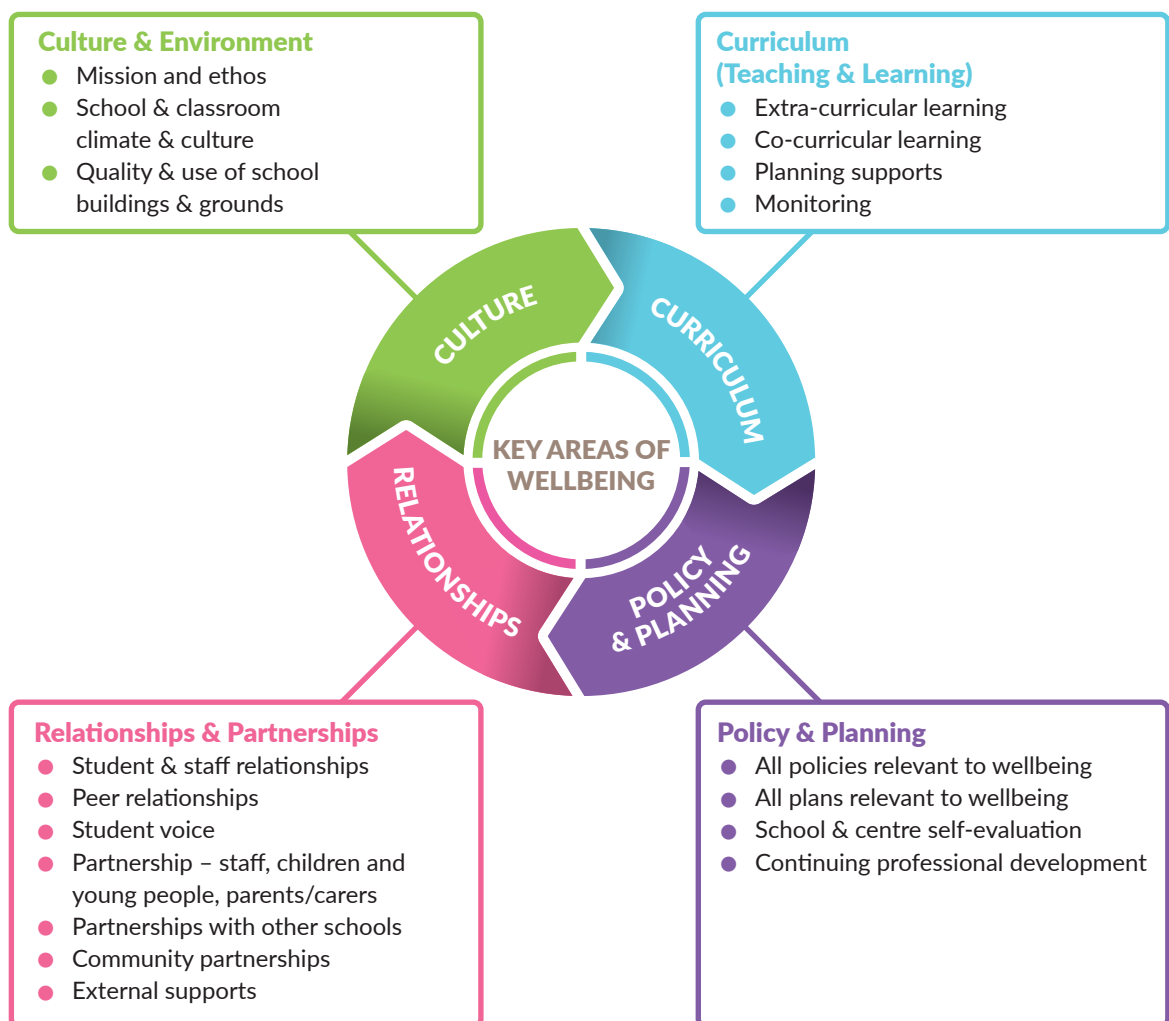 Culture & Environment
Mission and ethos
School & classroom
climate & culture
Quality & use of school
buildings & grounds
Curriculum
(Teaching & Learning)
Extra-curricular learning
Co-curricular learning
Planning supports
Monitoring
CULTURE
CURRICULUM
KEY AREAS OF
WELLBEING
RELATIONSHIPS
POLICY
& PLANNING
Relationships & Partnerships
Student & staff relationships
Peer relationships
Student voice
Partnership – staff, children and
young people, parents/carers
Partnerships with other schools
Community partnerships
External supports
Policy & Planning
All policies relevant to wellbeing
All plans relevant to wellbeing
School & centre self-evaluation
Continuing professional development